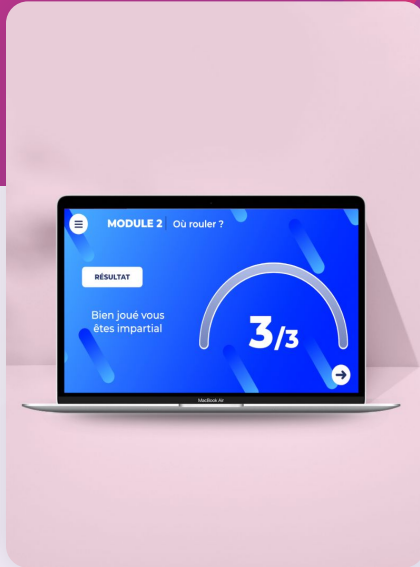 MODULE 2 Où rouler ?
RÉSULTAT
Bien joué vous
êtes impartial
3/3
MacBook Air